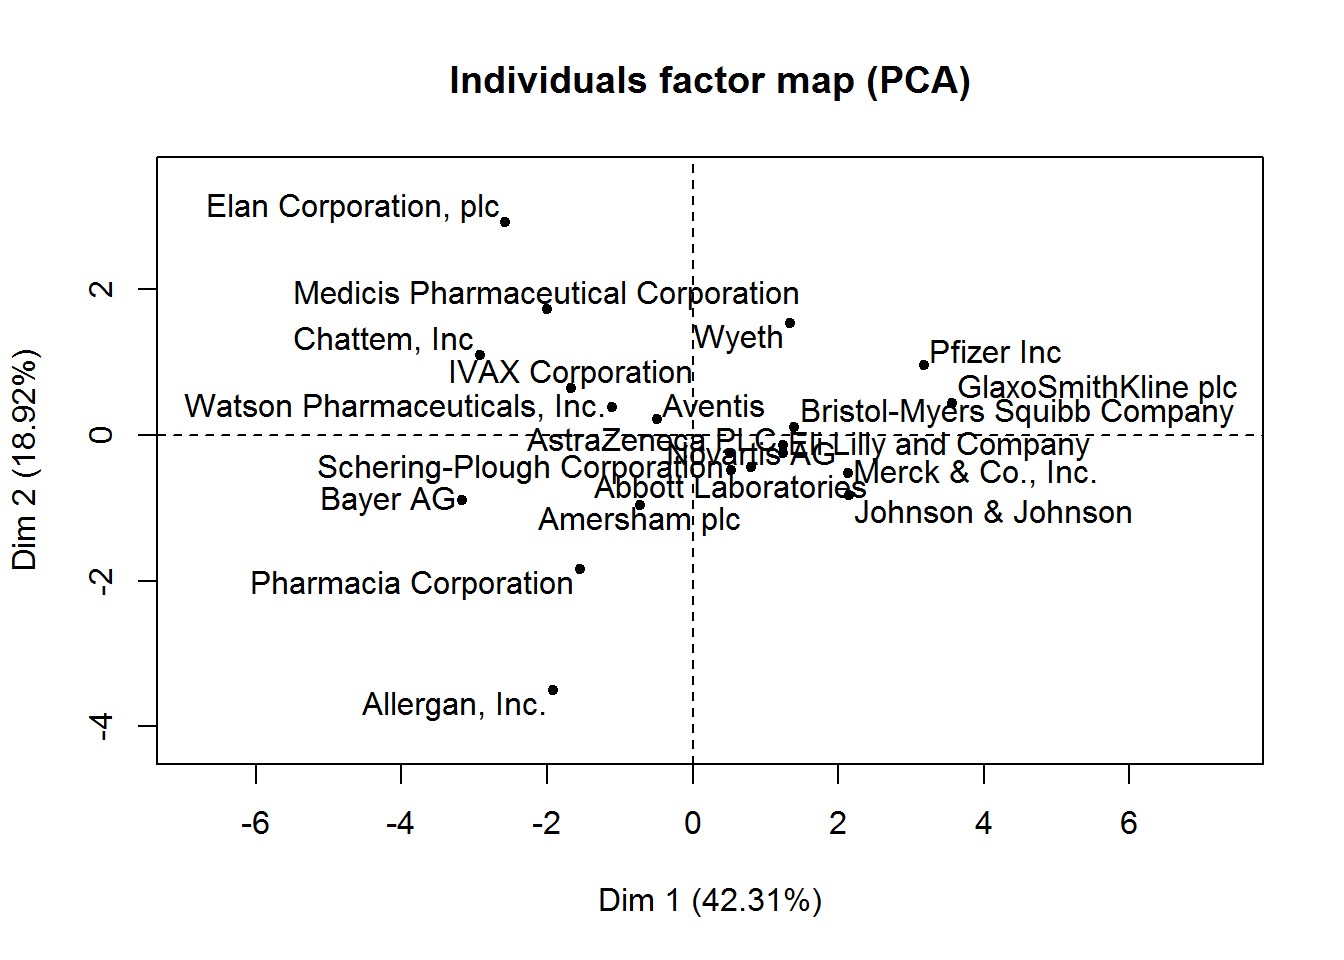 Individuals factor map (PCA)
Elan Corporation, plc
Medicis Pharmaceutical Corporation
Wyeth
Chattem, Inc
Pfizer Inc
IVAX Corporation
GlaxoSmithKline plc
Watson Pharmaceuticals, Inc.
Aventis
Bristol-Myers Squibb Company
AstraZeneca PLC
Eli Lilly and Company
Novartis AG
Schering-Plough Corporation
Merck & Co., Inc.
Abbott Laboratories
Bayer AG
Johnson & Johnson
Amersham plc
Pharmacia Corporation
Allergan, Inc.
2
0
-2
-4
Dim 2 (18.92%)
-6 -4 -2 0 2 4 6
Dim 1 (42.31%)